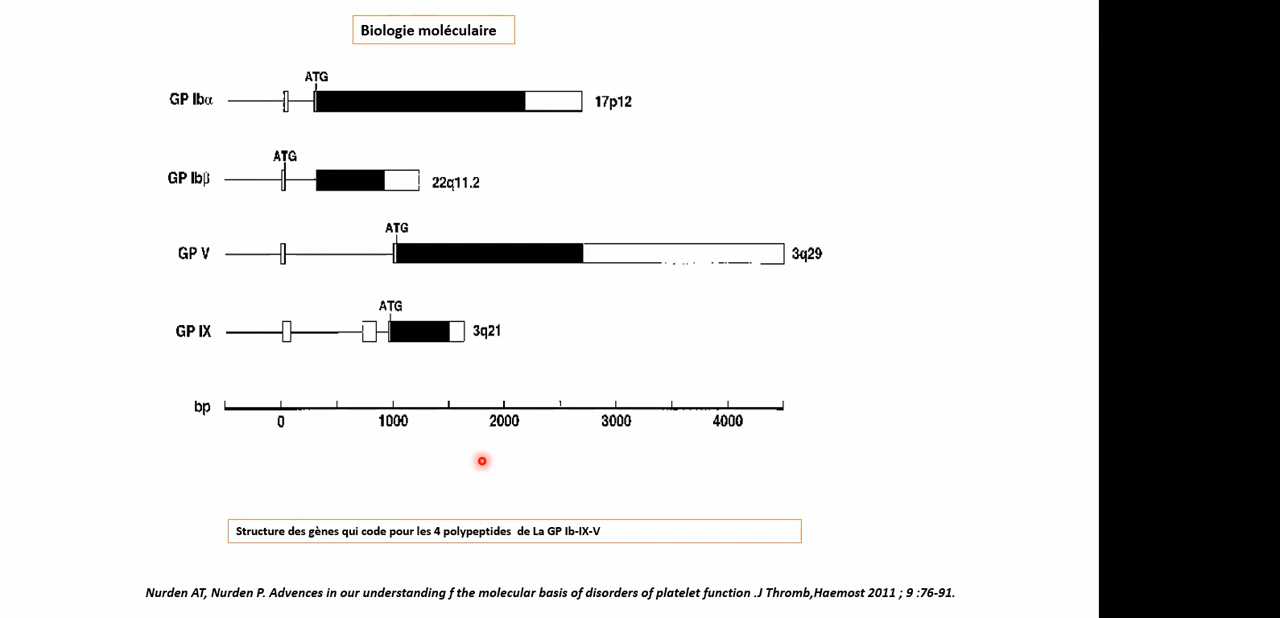 Biologie moléculaire
ATG
GP Ibα 17p12
ATG
GP Ibβ 22q11.2
ATG
GP V 3q29
ATG
GP IX 3q21
bp
0 1000 2000 3000 4000
Structure des gènes qui code pour les 4 polypeptides de La GP Ib-IX-V
Nurden AT, Nurden P. Advences in our understanding f the molecular basis of disorders of platelet function .J Thromb,Haemost 2011 ; 9 :76-91.